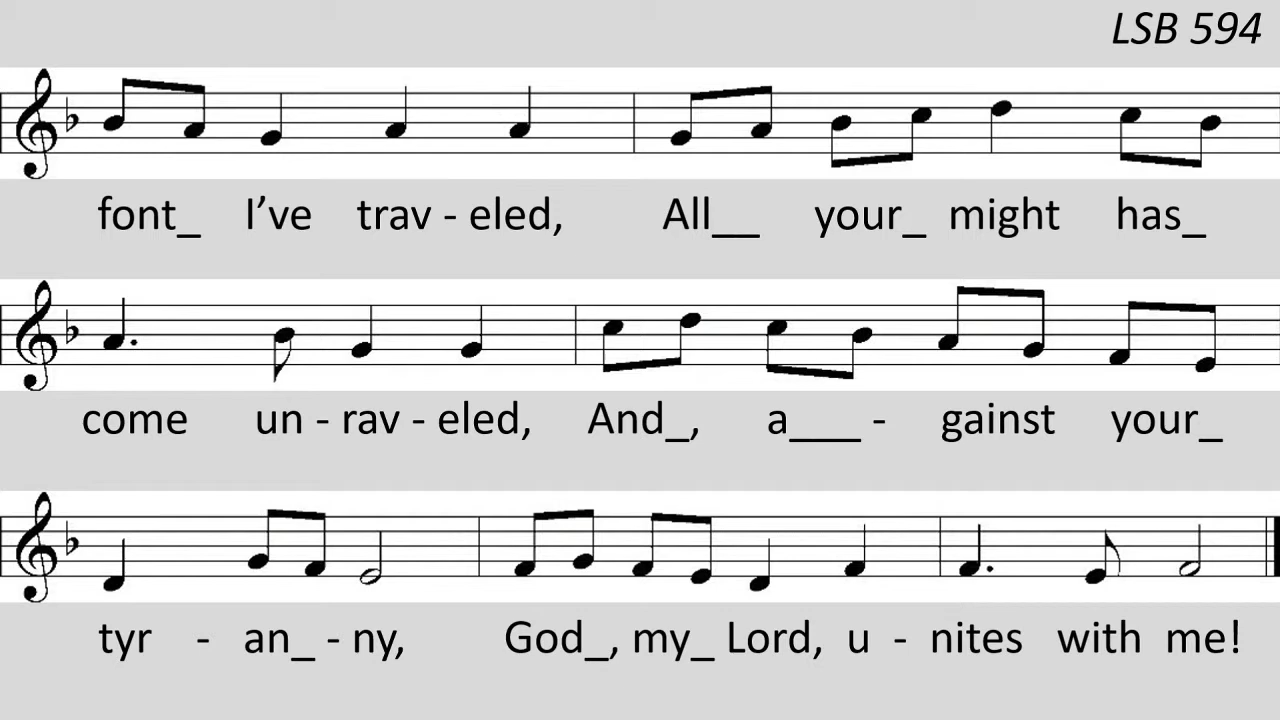 LSB 594
font_ I’ve trav - eled, All__ your_ might has_
come un - rav - eled, And_, a___ - gainst your_
tyr - an_ - ny, God_, my_ Lord, u - nites with me!